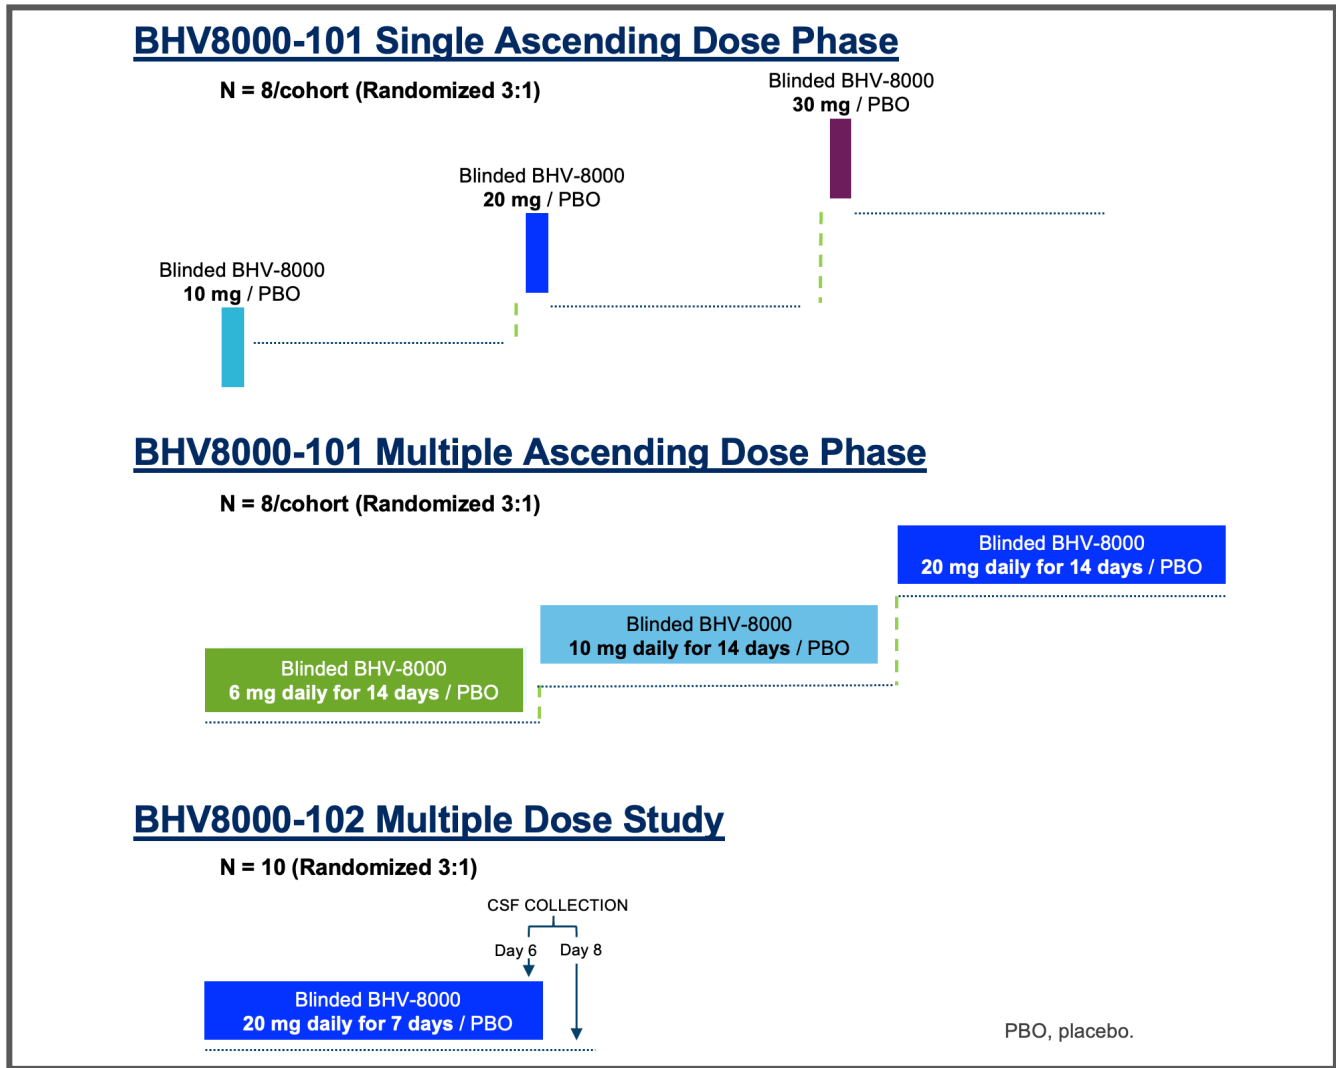 BHV8000-101 Single Ascending Dose Phase
N = 8/cohort (Randomized 3:1)
Blinded BHV-8000
30 mg / PBO
Blinded BHV-8000
20 mg / PBO
Blinded BHV-8000
10 mg / PBO
BHV8000-101 Multiple Ascending Dose Phase
N = 8/cohort (Randomized 3:1)
Blinded BHV-8000
20 mg daily for 14 days / PBO
Blinded BHV-8000
10 mg daily for 14 days / PBO
Blinded BHV-8000
6 mg daily for 14 days / PBO
BHV8000-102 Multiple Dose Study
N = 10 (Randomized 3:1)
CSF COLLECTION
Day 6 Day 8
Blinded BHV-8000
20 mg daily for 7 days / PBO
PBO, placebo.